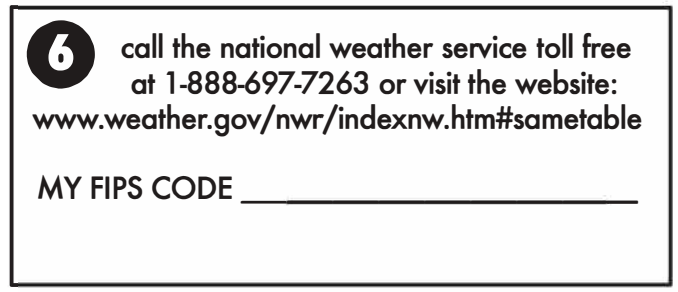 6 call the national weather service toll free
at 1-888-697-7263 or visit the website:
www.weather.gov/nwr/indexnw.htm#sametable
MY FIPS CODE